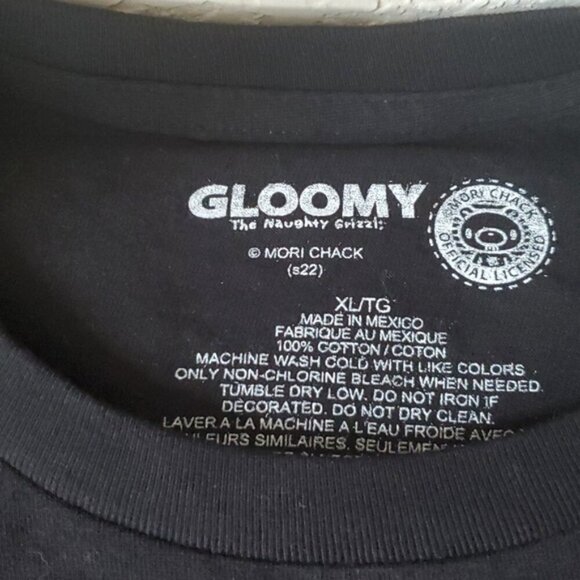 GLOOMY
The Naughty Grizzly
© MORI CHACK
(s22)
MORI CHACK
OFFICIAL LICENSED
XL/TG
MADE IN MEXICO
FABRIQUE AU MEXIQUE
100% COTTON / COTON
MACHINE WASH COLD WITH LIKE COLORS
ONLY NON-CHLORINE BLEACH WHEN NEEDED.
TUMBLE DRY LOW. DO NOT IRON IF
DECORATED. DO NOT DRY CLEAN.
LAVER A LA MACHINE A L'EAU FROIDE AVEC
SIMILAIRES.